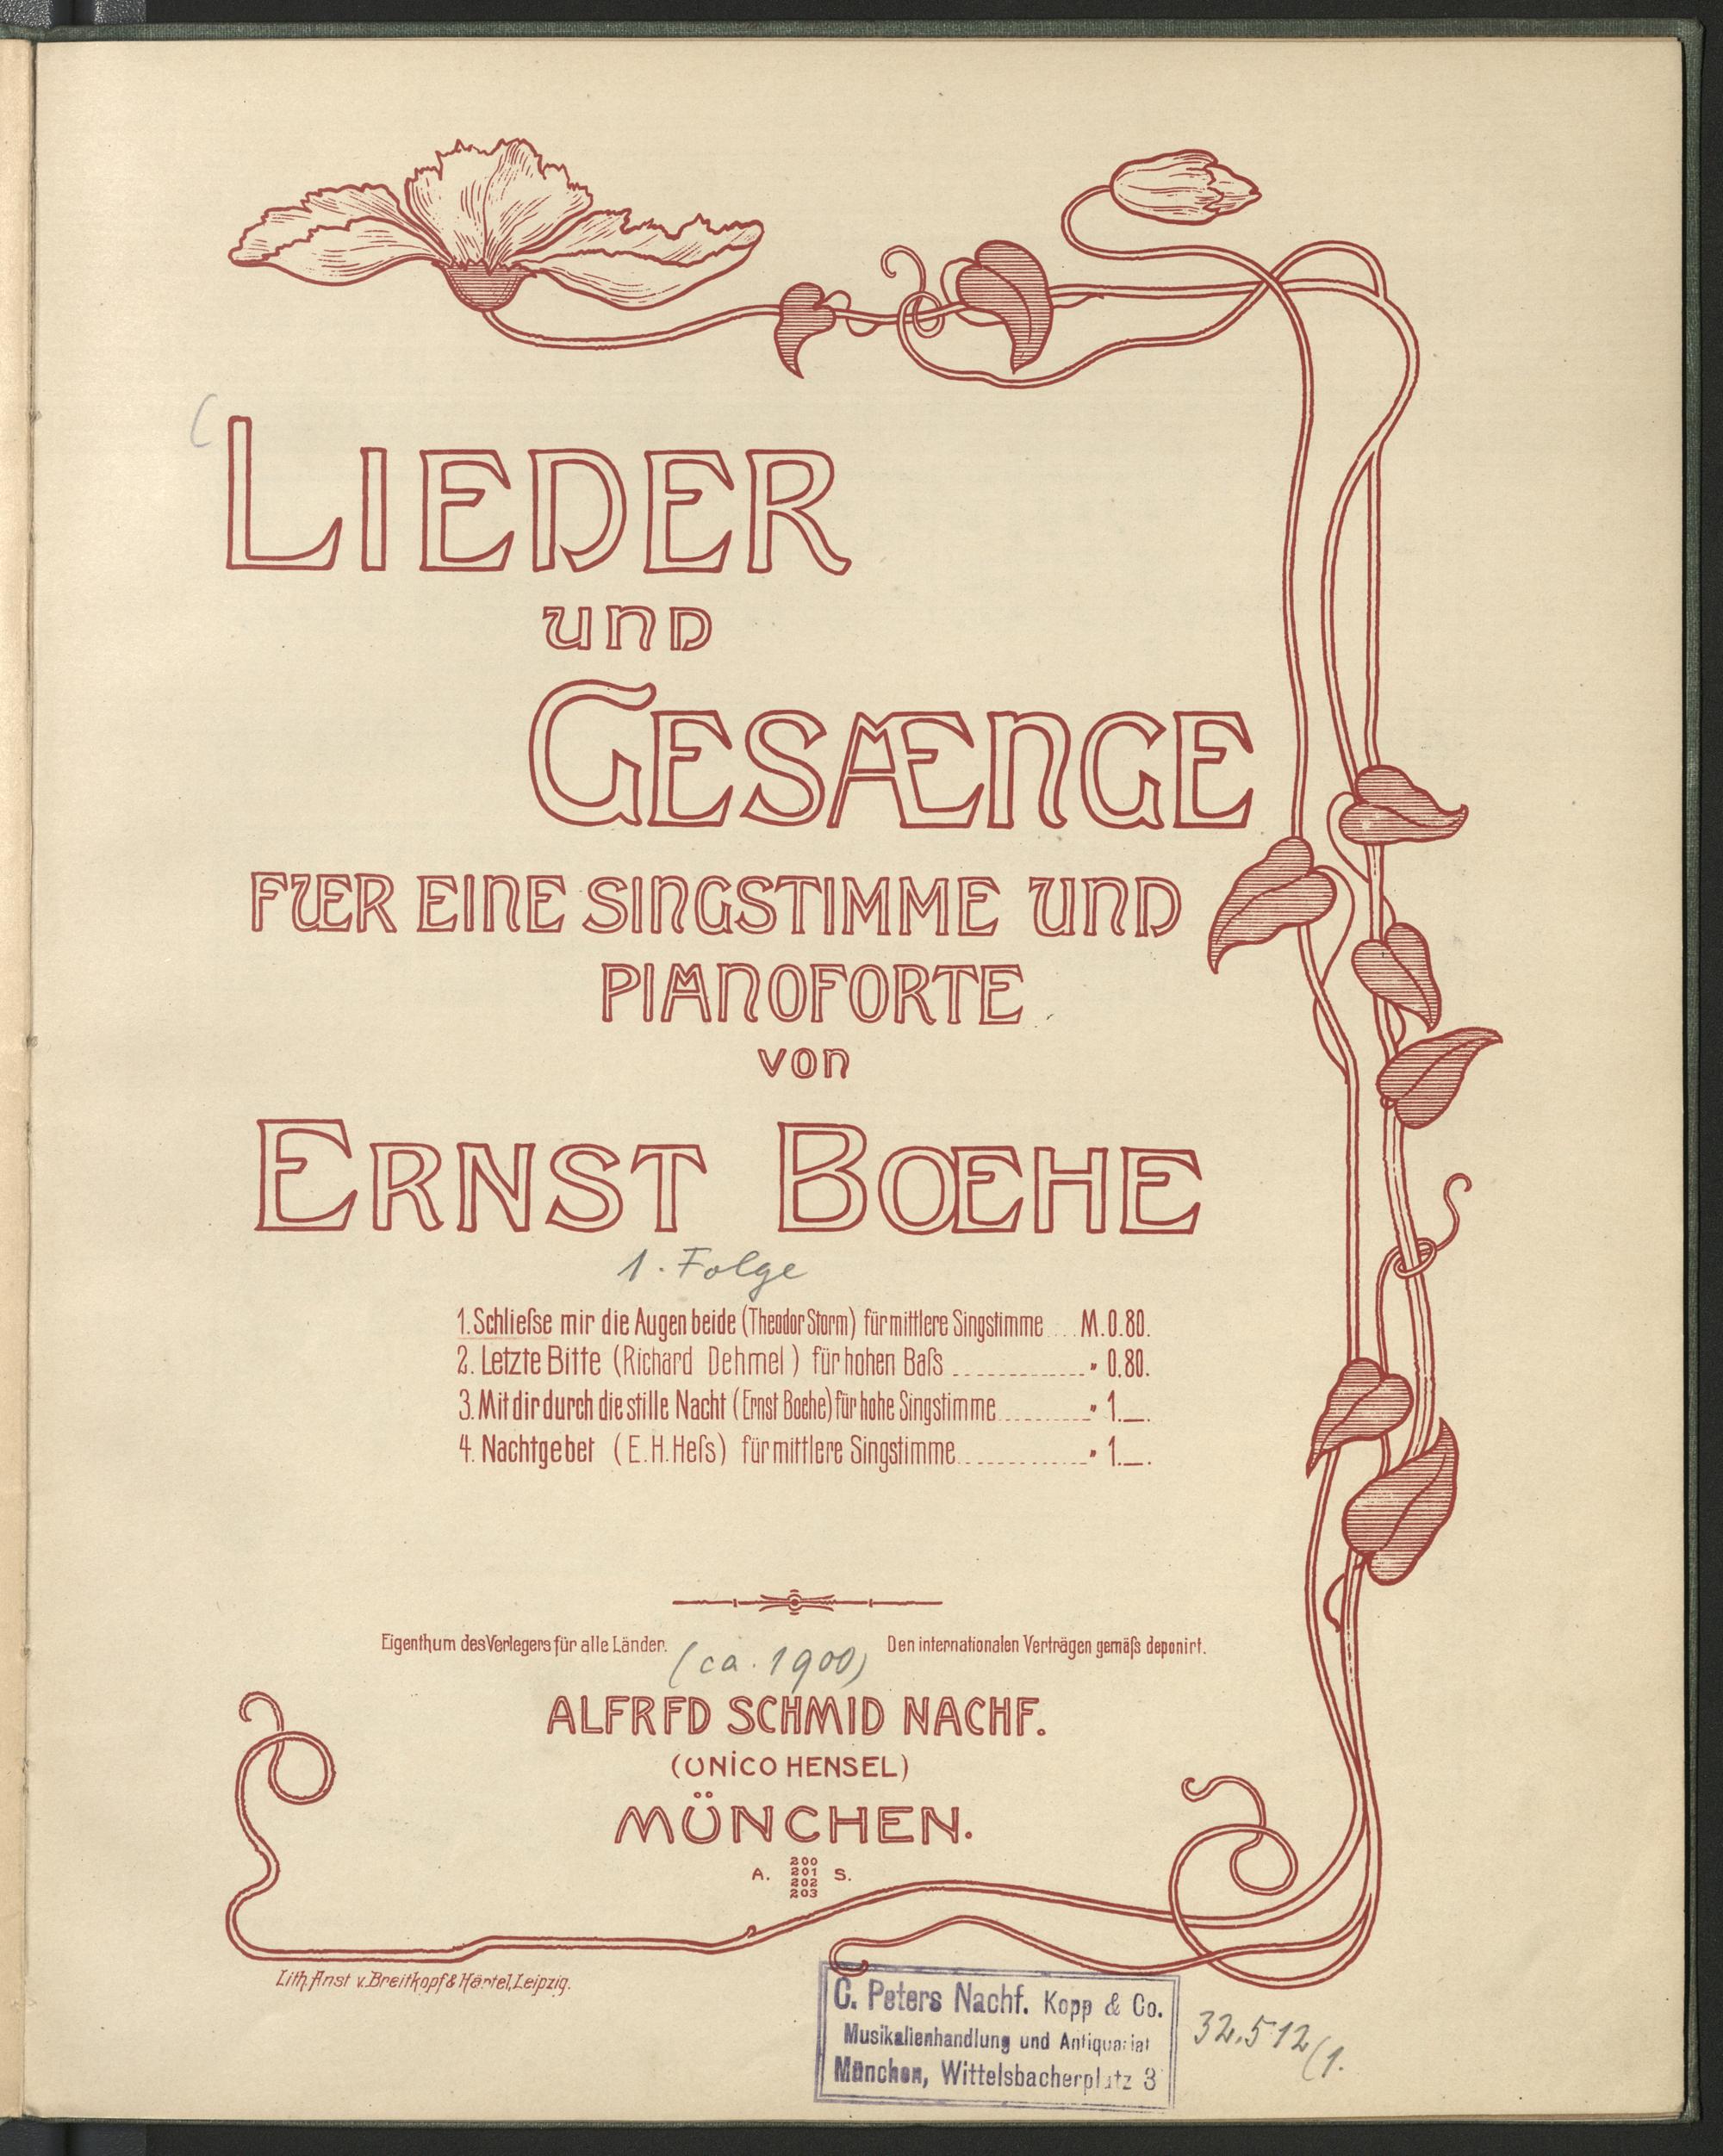 LIEDER
und
GESÆNGE
FUER EINE SINGSTIMME UND
PIANOFORTE
von
ERNST BOEHE
1. Folge
1. Schließe mir die Augen beide (Theodor Storm) für mittlere Singstimme .... M. 0.80.
2. Letzte Bitte (Richard Dehmel) für hohen Baſs .............. „ 0.80.
3. Mit dir durch die stille Nacht (Ernst Boehe) für hohe Singstimme .......... „ 1.__.
4. Nachtgebet (E. H. Heſs) für mittlere Singstimme .............. „ 1.__.
Eigenthum des Verlegers für alle Länder. Den internationalen Verträgen gemäſs deponirt.
(ca. 1900)
ALFRED SCHMID NACHF.
(UNICO HENSEL)
MÜNCHEN.
200
A. 201 S.
202
203
Lith. Anst v. Breitkopf & Härtel, Leipzig.
C. Peters Nachf. Kopp & Co.
Musikalienhandlung und Antiquariat
München, Wittelsbacherplatz 3
32.512(1.